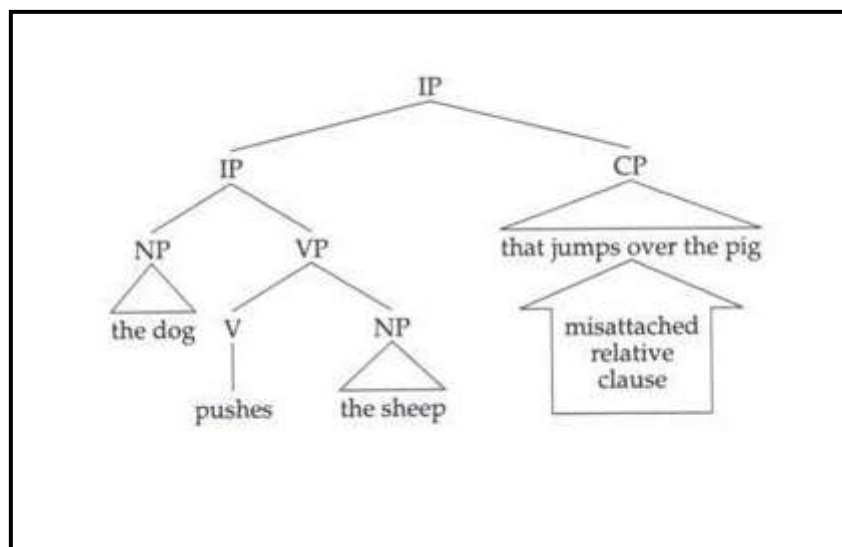 IP
IP CP
NP VP that jumps over the pig
the dog V NP misattached
relative
clause
pushes the sheep